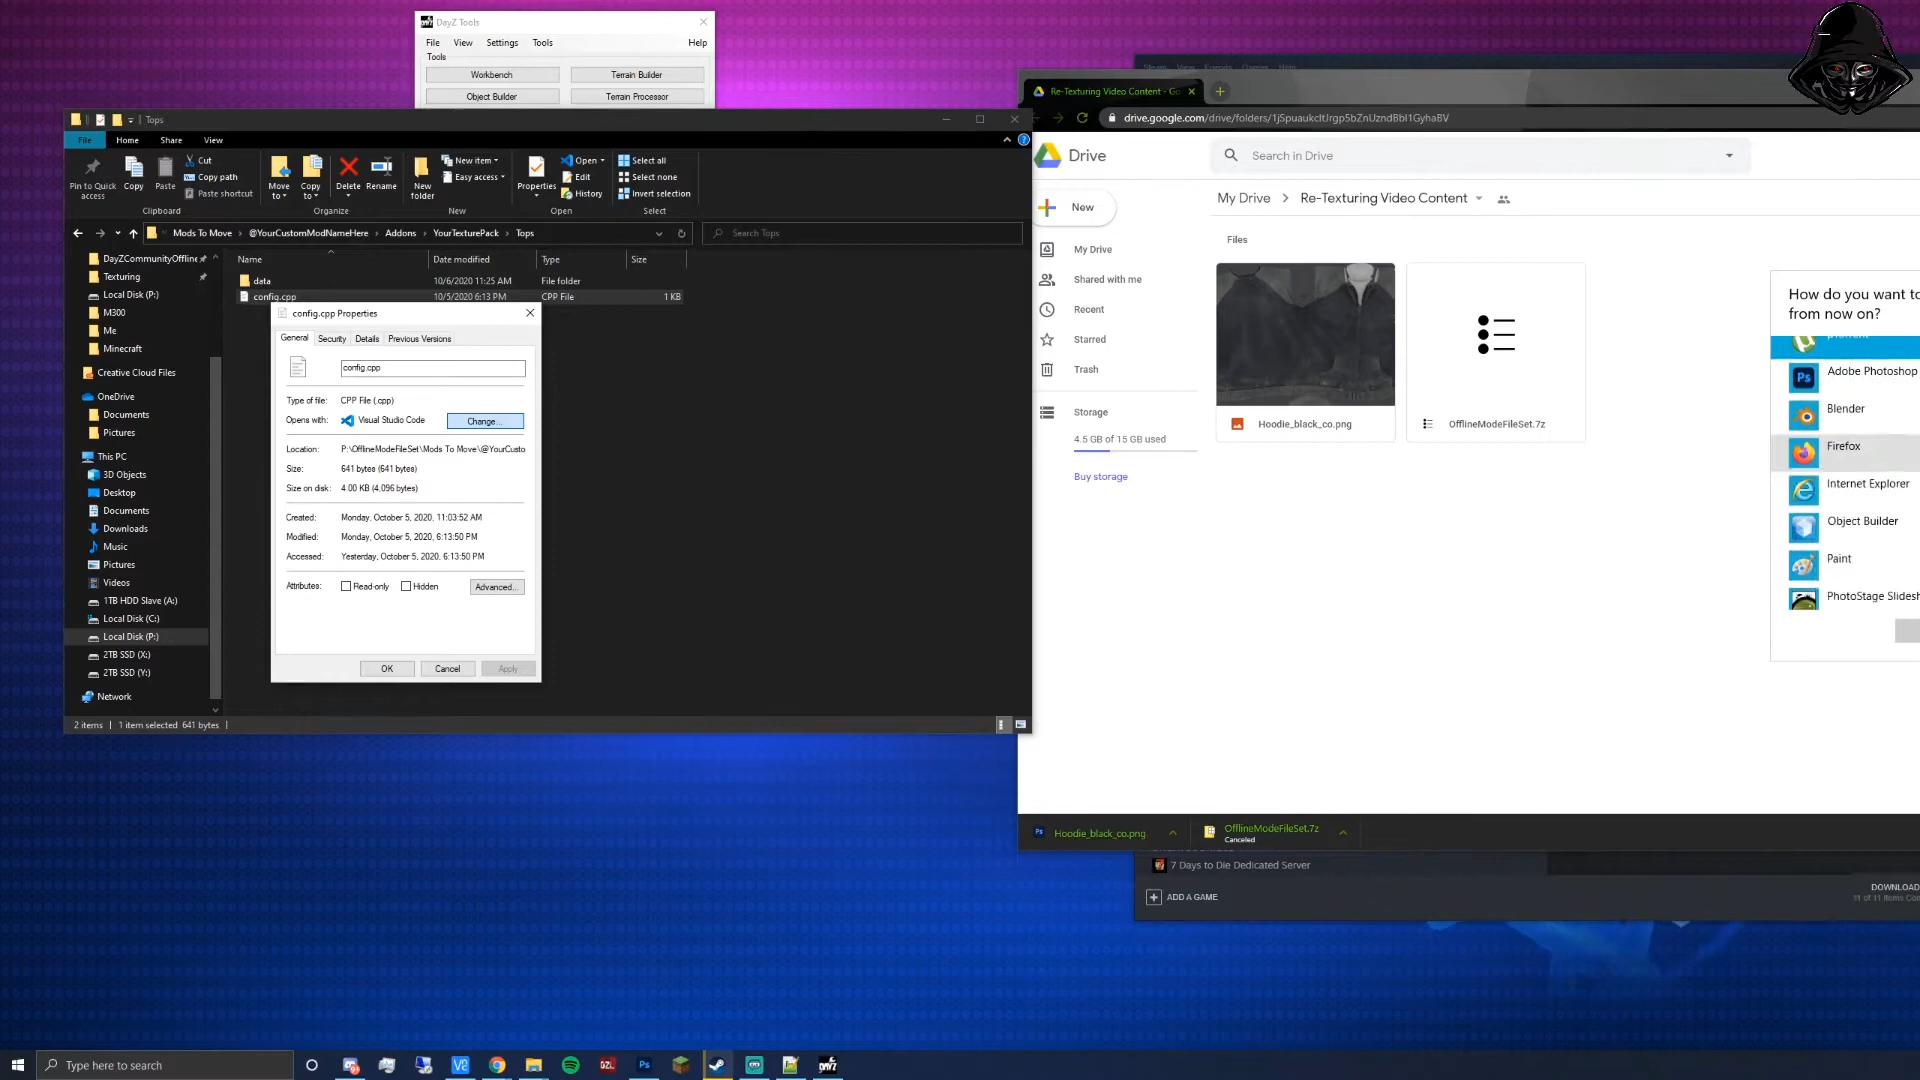 DayZ Tools
File View Settings Tools Help
Tools
Workbench Terrain Builder
Object Builder Terrain Processor
Tops
File Home Share View
Pin to Quick access
Copy
Paste
Cut
Copy path
Paste shortcut
Clipboard
Move to
Copy to
Delete
Rename
Organize
New folder
New item
Easy access
New
Properties
Open
Edit
History
Open
Select all
Select none
Invert selection
Select
Mods To Move @YourCustomModNameHere Addons YourTexturePack Tops
Search Tops
Name Date modified Type Size
data 10/6/2020 11:25 AM File folder
config.cpp 10/5/2020 6:13 PM CPP File 1 KB
DayZCommunityOffline
Texturing
Local Disk (P:)
M300
Me
Minecraft
Creative Cloud Files
OneDrive
Documents
Pictures
This PC
3D Objects
Desktop
Documents
Downloads
Music
Pictures
Videos
1TB HDD Slave (A:)
Local Disk (C:)
Local Disk (P:)
2TB SSD (X:)
2TB SSD (Y:)
Network
2 items 1 item selected 641 bytes
config.cpp Properties
General Security Details Previous Versions
config.cpp
Type of file: CPP File (.cpp)
Opens with: Visual Studio Code Change...
Location: P:\OfflineModeFileSet\Mods To Move\@YourCusto
Size: 641 bytes (641 bytes)
Size on disk: 4.00 KB (4,096 bytes)
Created: Monday, October 5, 2020, 11:03:52 AM
Modified: Monday, October 5, 2020, 6:13:50 PM
Accessed: Yesterday, October 5, 2020, 6:13:50 PM
Attributes: Read-only Hidden Advanced...
OK Cancel Apply
Steam View Friends Games Help
Re-Texturing Video Content - Go
Drive
Search in Drive
New
My Drive
Shared with me
Recent
Starred
Trash
Storage
4.5 GB of 15 GB used
Buy storage
My Drive Re-Texturing Video Content
Files
Hoodie_black_co.png
OfflineModeFileSet.7z
How do you want to
from now on?
Adobe Photoshop
Blender
Firefox
Internet Explorer
Object Builder
Paint
PhotoStage Slidesh
Hoodie_black_co.png
OfflineModeFileSet.7z
Canceled
7 Days to Die Dedicated Server
ADD A GAME
DOWNLOAD
Type here to search